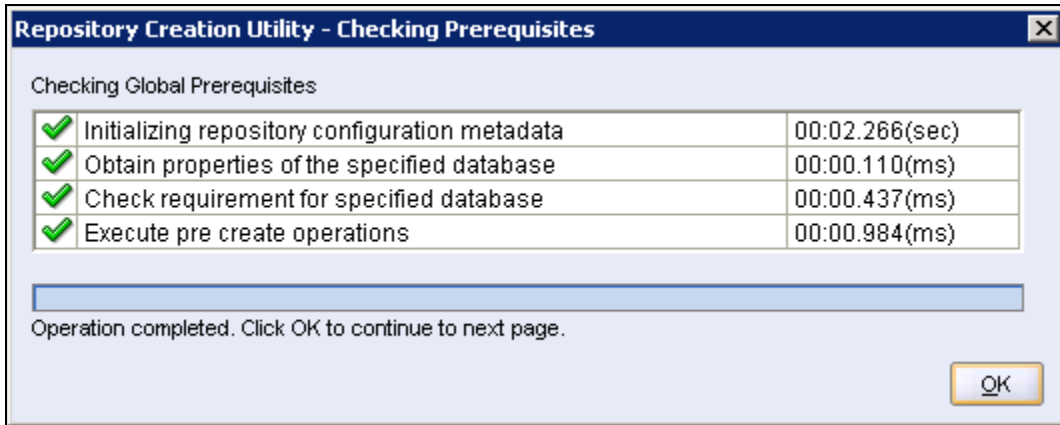 Repository Creation Utility - Checking Prerequisites
Checking Global Prerequisites
Initializing repository configuration metadata 00:02.266(sec)
Obtain properties of the specified database 00:00.110(ms)
Check requirement for specified database 00:00.437(ms)
Execute pre create operations 00:00.984(ms)
Operation completed. Click OK to continue to next page.
OK